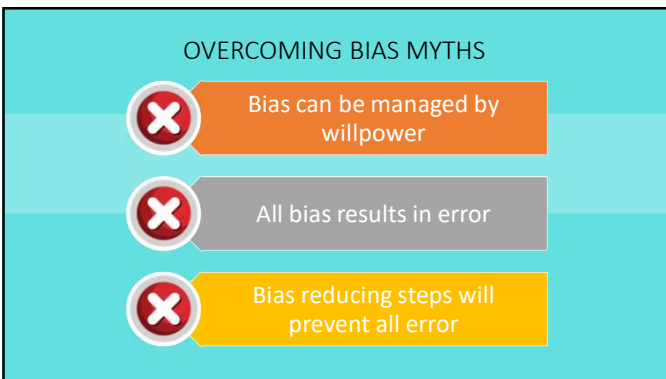 OVERCOMING BIAS MYTHS
Bias can be managed by
willpower
All bias results in error
Bias reducing steps will
prevent all error